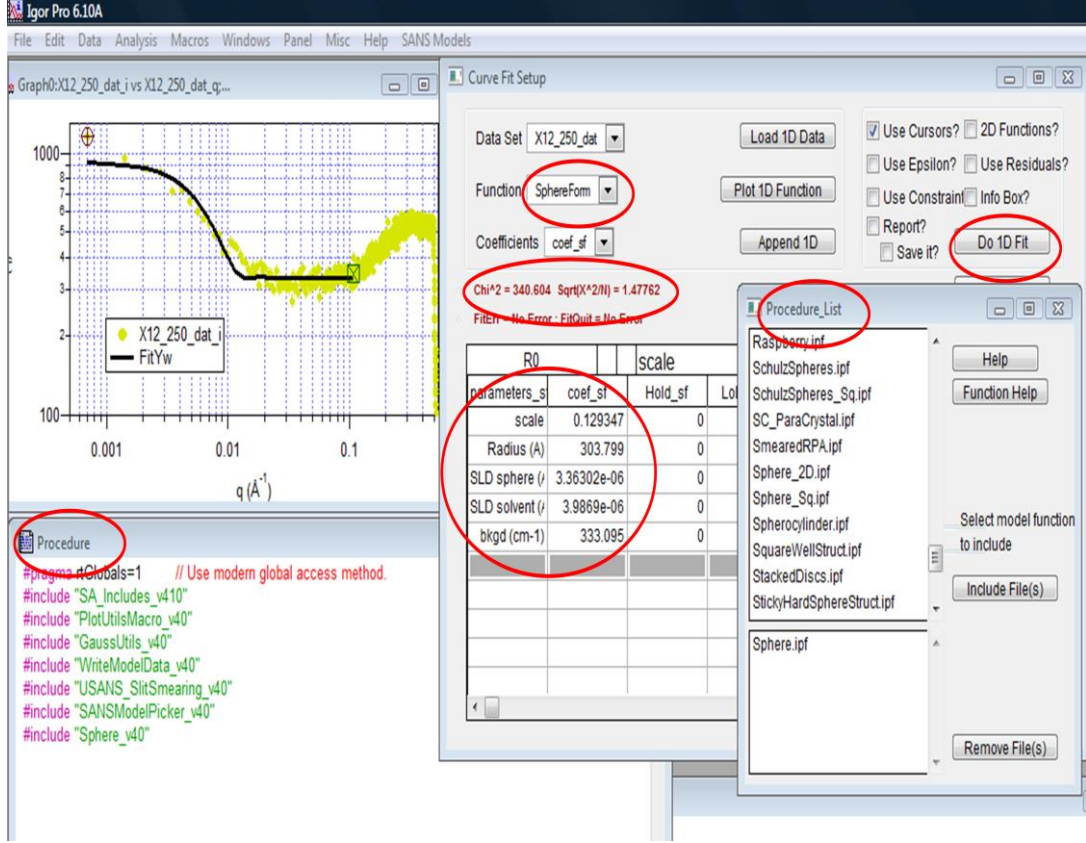 Igor Pro 6.10A
File Edit Data Analysis Macros Windows Panel Misc Help SANS Models
Graph0:X12_250_dat_i vs X12_250_dat_q;...
1000
8
7
6
5
4
3
2
100
X12_250_dat_i
FitYw
0.001 0.01 0.1
q (Å⁻¹)
Curve Fit Setup
Data Set X12_250_dat
Load 1D Data
Function SphereForm
Plot 1D Function
Coefficients coef_sf
Append 1D
Use Cursors? 2D Functions?
Use Epsilon? Use Residuals?
Use Constraint Info Box?
Report?
Save it?
Do 1D Fit
Chi^2 = 340.604 Sqrt(X^2/N) = 1.47762
FitErr = No Error : FitQuit = No Error
R0 scale
parameters_s coef_sf Hold_sf Lo
scale 0.129347 0
Radius (A) 303.799 0
SLD sphere (/ 3.36302e-06 0
SLD solvent (/ 3.9869e-06 0
bkgd (cm-1) 333.095 0
Procedure_List
Raspberry.ipf
SchulzSpheres.ipf
SchulzSpheres_Sq.ipf
SC_ParaCrystal.ipf
SmearedRPA.ipf
Sphere_2D.ipf
Sphere_Sq.ipf
Spherocylinder.ipf
SquareWellStruct.ipf
StackedDiscs.ipf
StickyHardSphereStruct.ipf
Sphere.ipf
Help
Function Help
Select model function
to include
Include File(s)
Remove File(s)
Procedure
#pragma rtGlobals=1 // Use modern global access method.
#include "SA_Includes_v410"
#include "PlotUtilsMacro_v40"
#include "GaussUtils_v40"
#include "WriteModelData_v40"
#include "USANS_SlitSmearing_v40"
#include "SANSModelPicker_v40"
#include "Sphere_v40"